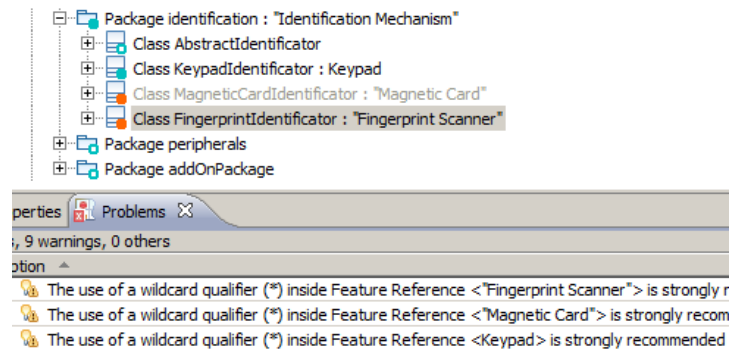 Package identification : "Identification Mechanism"
Class AbstractIdentificator
Class KeypadIdentificator : Keypad
Class MagneticCardIdentificator : "Magnetic Card"
Class FingerprintIdentificator : "Fingerprint Scanner"
Package peripherals
Package addOnPackage
perties Problems
, 9 warnings, 0 others
ption
The use of a wildcard qualifier (*) inside Feature Reference <"Fingerprint Scanner"> is strongly r
The use of a wildcard qualifier (*) inside Feature Reference <"Magnetic Card"> is strongly recom
The use of a wildcard qualifier (*) inside Feature Reference <Keypad> is strongly recommended